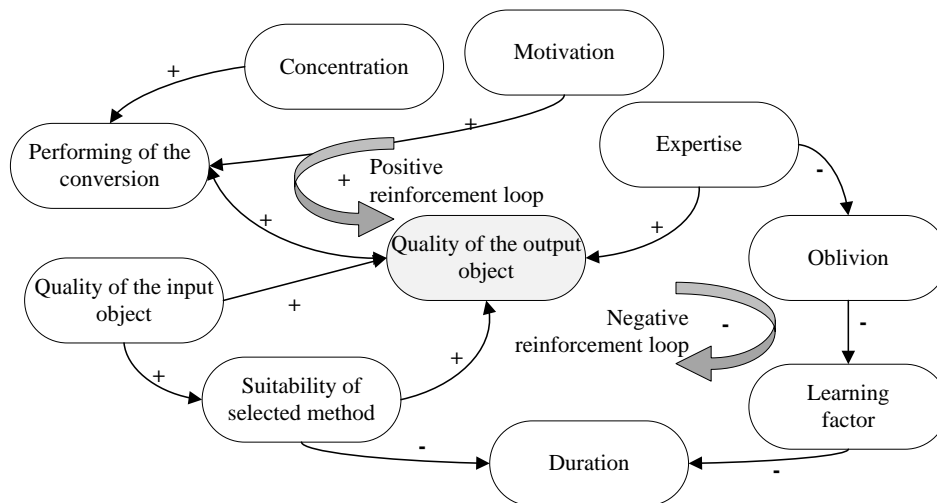 Motivation
Concentration
+
+
Performing of the
conversion
Expertise
Positive
+
reinforcement loop
-
+
+
Quality of the output
object
Oblivion
Quality of the input
object
+
Negative
-
reinforcement loop
-
+
+
Suitability of
selected method
Learning
factor
-
Duration
-